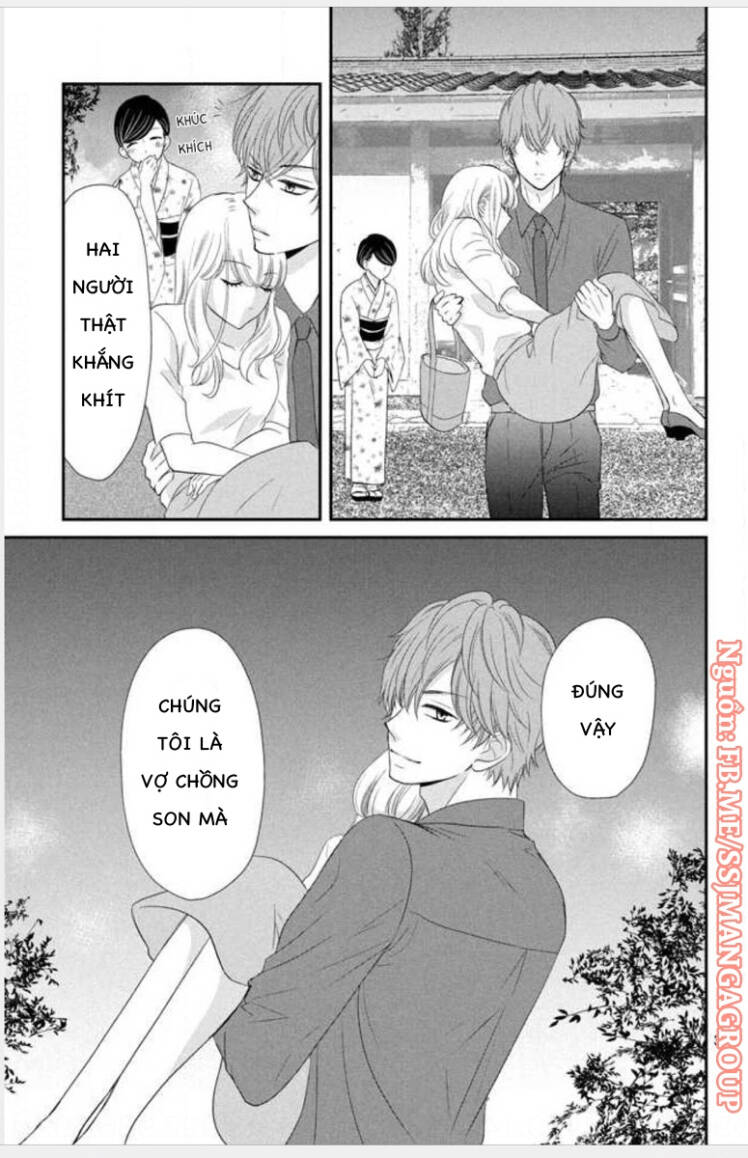 KHÚC
KHÍCH
HAI
NGƯỜI
THẬT
KHẮNG
KHÍT
ĐÚNG
VẬY
CHÚNG
TÔI LÀ
VỢ CHỒNG
SON MÀ
Nguồn: FB.ME/SSJMANGAGROUP